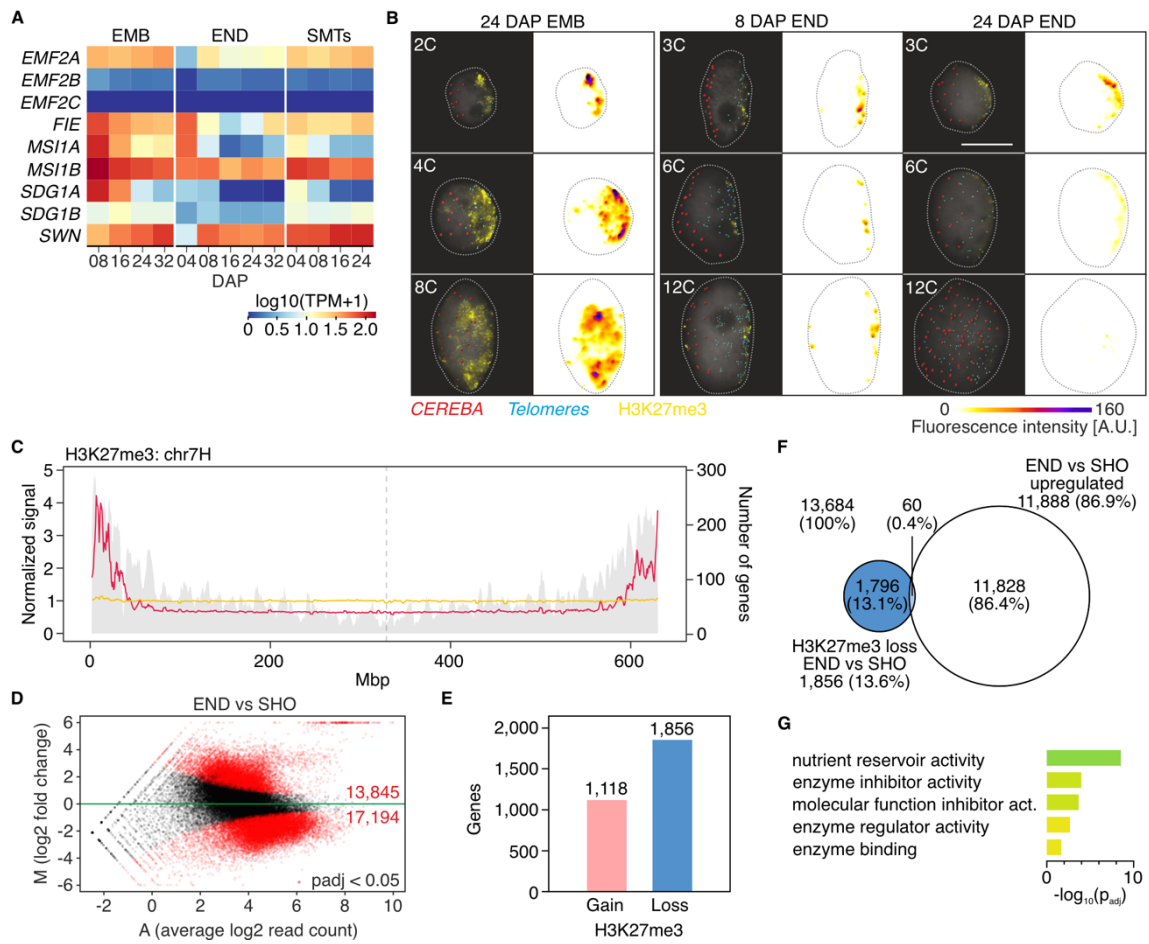 A
EMB END SMTs
EMF2A
EMF2B
EMF2C
FIE
MSI1A
MSI1B
SDG1A
SDG1B
SWN
08 16 24 32 04 08 16 24 32 04 08 16 24
DAP
log10(TPM+1)
0 0.5 1.0 1.5 2.0
B
24 DAP EMB 8 DAP END 24 DAP END
2C 3C 3C
4C 6C 6C
8C 12C 12C
CEREBA Telomeres H3K27me3
0 160
Fluorescence intensity [A.U.]
C
H3K27me3: chr7H
Normalized signal
5
4
3
2
1
0
300
200
100
0
Number of genes
0 200 400 600
Mbp
D
END vs SHO
M (log2 fold change)
6
4
2
0
-2
-4
-6
13,845
17,194
padj < 0.05
-2 0 2 4 6 8 10
A (average log2 read count)
E
Genes
2,000
1,500
1,000
500
0
1,118
1,856
Gain Loss
H3K27me3
F
END vs SHO
upregulated
11,888 (86.9%)
13,684
(100%)
60
(0.4%)
1,796
(13.1%)
11,828
(86.4%)
H3K27me3 loss
END vs SHO
1,856 (13.6%)
G
nutrient reservoir activity
enzyme inhibitor activity
molecular function inhibitor act.
enzyme regulator activity
enzyme binding
0 10
-log10(padj)